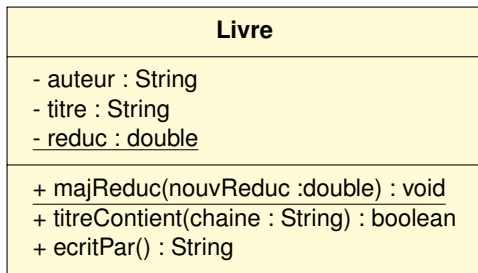 Livre
- auteur : String
- titre : String
- reduc : double
+ majReduc(nouvReduc :double) : void
+ titreContient(chaine : String) : boolean
+ ecritPar() : String